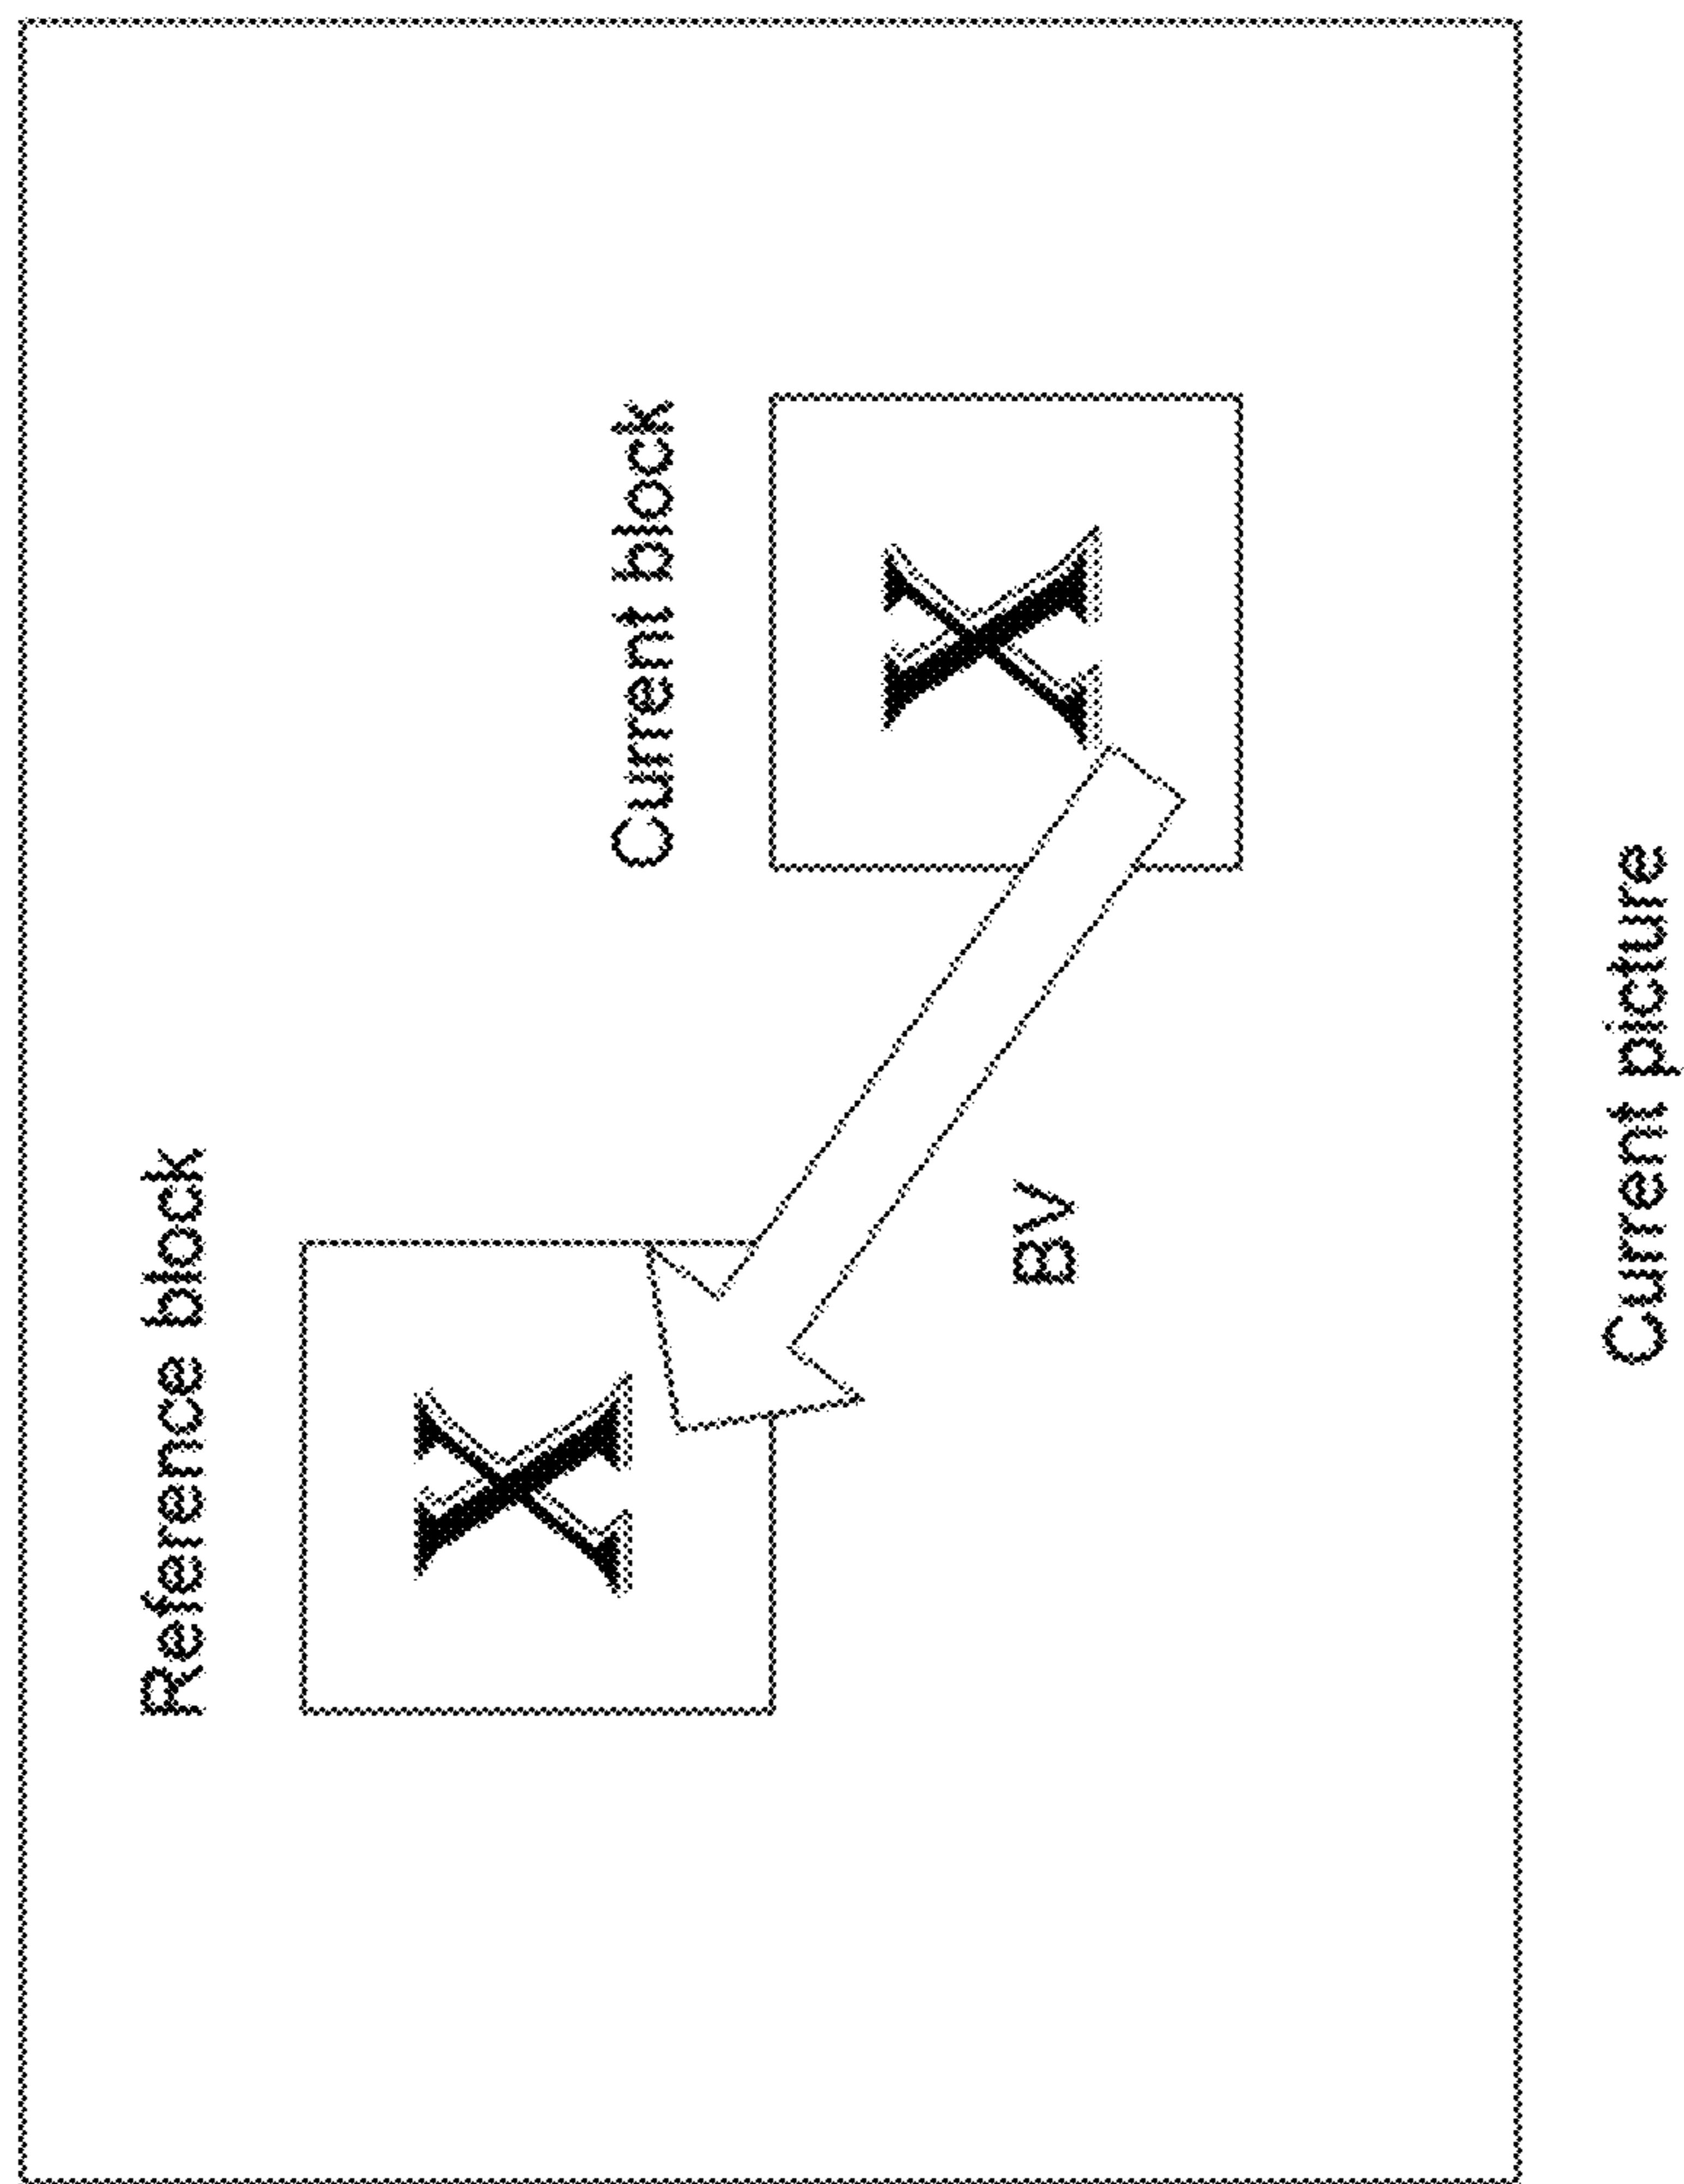 Reference block
Current block
X
X
BV
Current picture